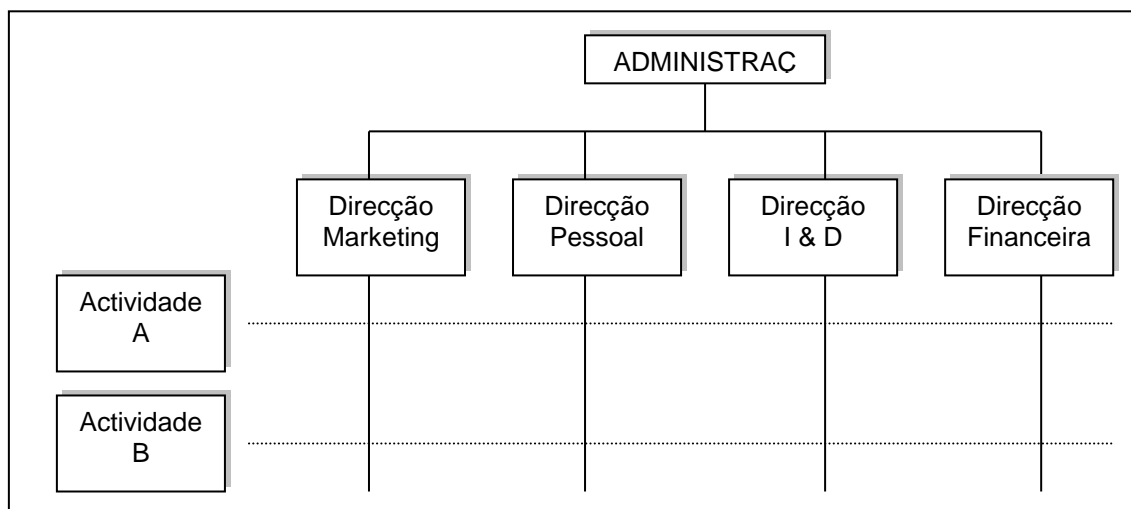 ADMINISTRAÇ
Direcção
Marketing
Direcção
Pessoal
Direcção
I & D
Direcção
Financeira
Actividade
A
Actividade
B